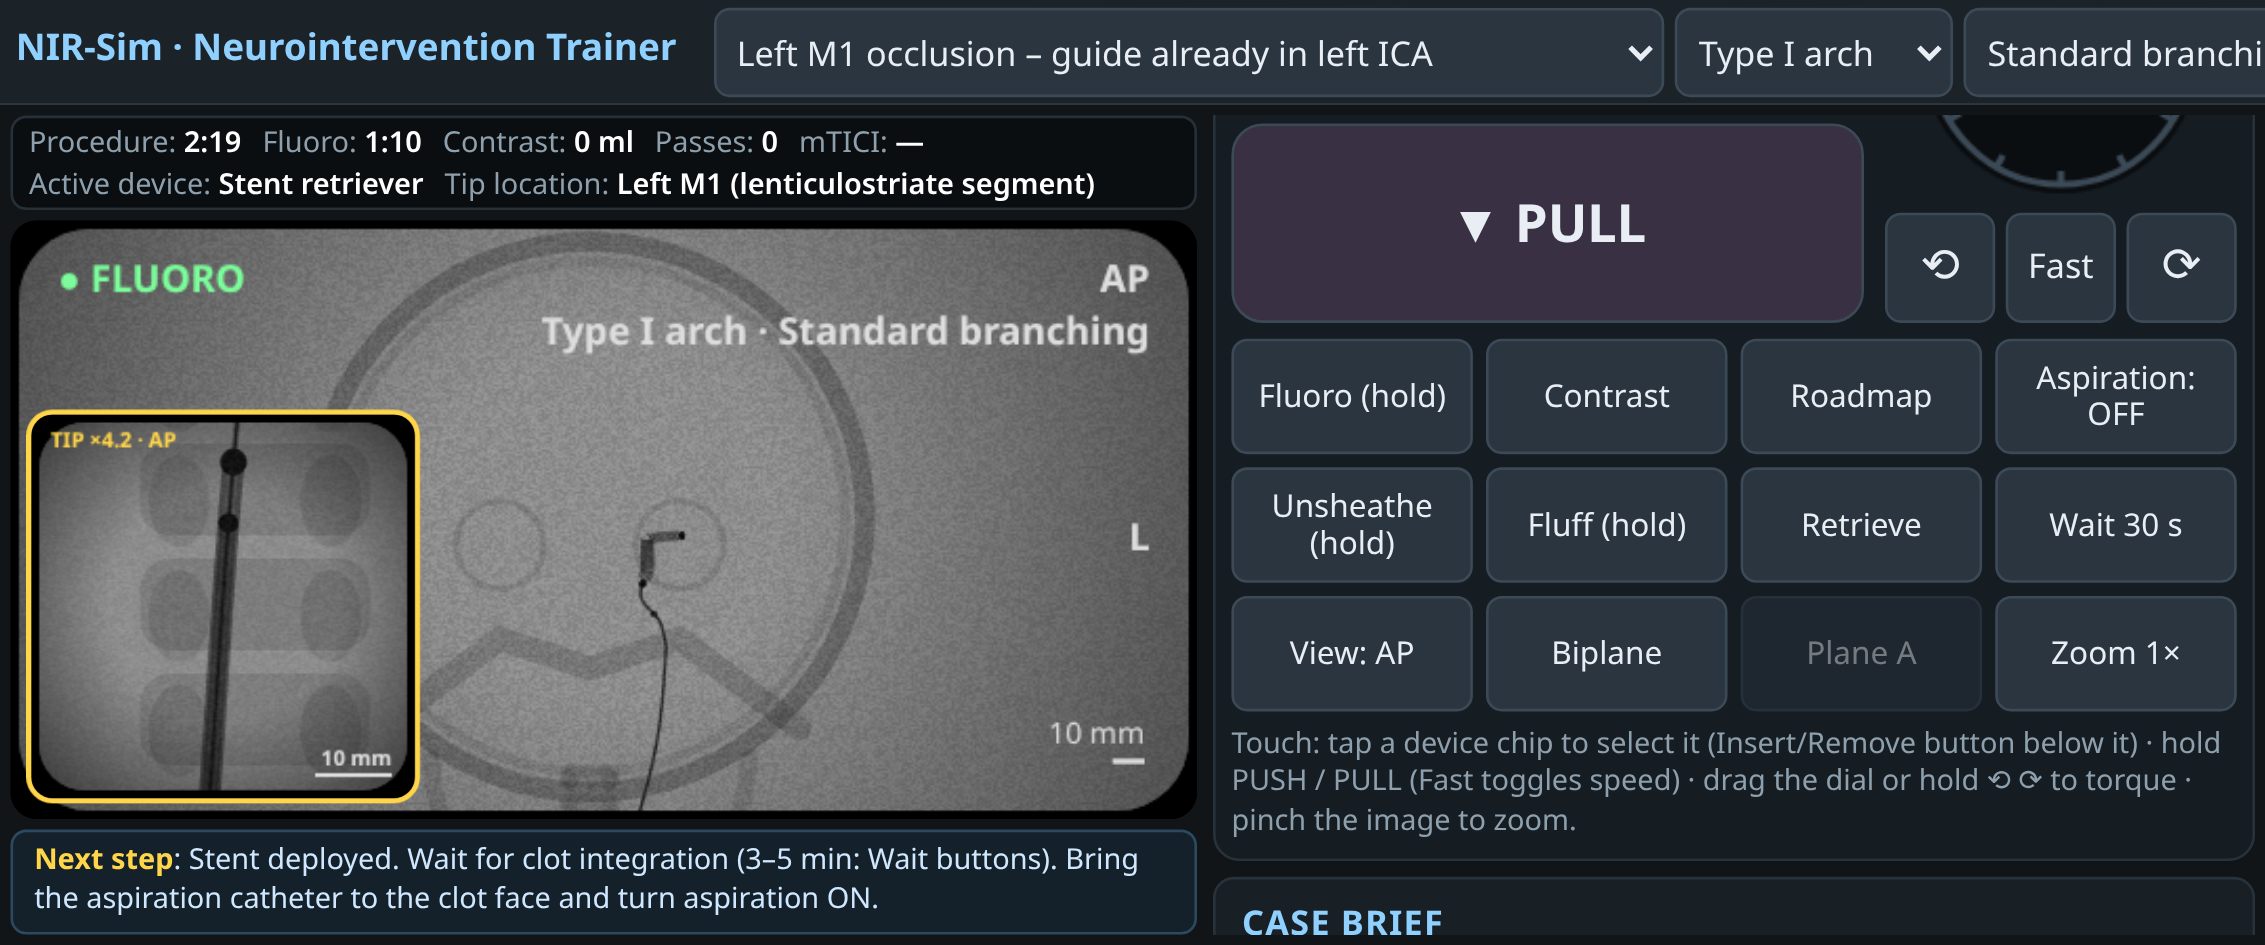 NIR-Sim · Neurointervention Trainer
Left M1 occlusion – guide already in left ICA
Type I arch
Standard branchi
Procedure: 2:19 Fluoro: 1:10 Contrast: 0 ml Passes: 0 mTICI: —
Active device: Stent retriever Tip location: Left M1 (lenticulostriate segment)
● FLUORO
AP
Type I arch · Standard branching
TIP ×4.2 · AP
10 mm
L
10 mm
Next step: Stent deployed. Wait for clot integration (3–5 min: Wait buttons). Bring
the aspiration catheter to the clot face and turn aspiration ON.
▼ PULL
⟲
Fast
⟳
Fluoro (hold)
Contrast
Roadmap
Aspiration:
OFF
Unsheathe
(hold)
Fluff (hold)
Retrieve
Wait 30 s
View: AP
Biplane
Plane A
Zoom 1×
Touch: tap a device chip to select it (Insert/Remove button below it) · hold
PUSH / PULL (Fast toggles speed) · drag the dial or hold ⟲ ⟳ to torque ·
pinch the image to zoom.
CASE BRIEF